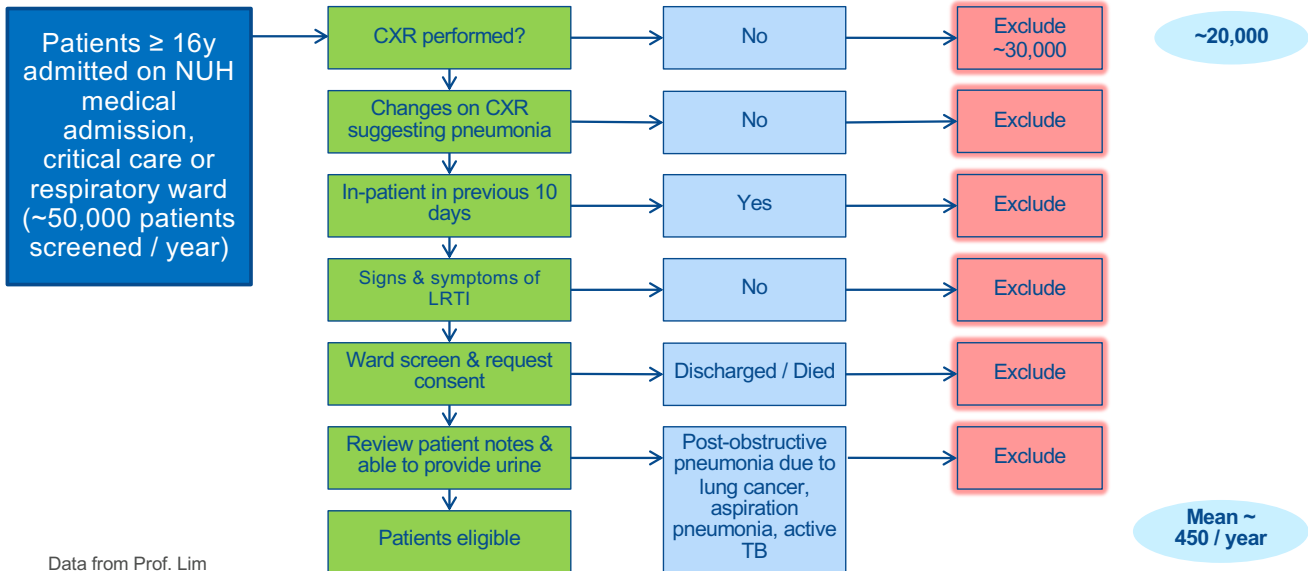 Patients ≥ 16y
admitted on NUH
medical
admission,
critical care or
respiratory ward
(~50,000 patients
screened / year)
CXR performed?
No
Exclude
~30,000
~20,000
Changes on CXR
suggesting pneumonia
No
Exclude
In-patient in previous 10
days
Yes
Exclude
Signs & symptoms of
LRTI
No
Exclude
Ward screen & request
consent
Discharged / Died
Exclude
Review patient notes &
able to provide urine
Post-obstructive
pneumonia due to
lung cancer,
aspiration
pneumonia, active
TB
Exclude
Patients eligible
Mean ~
450 / year
Data from Prof. Lim